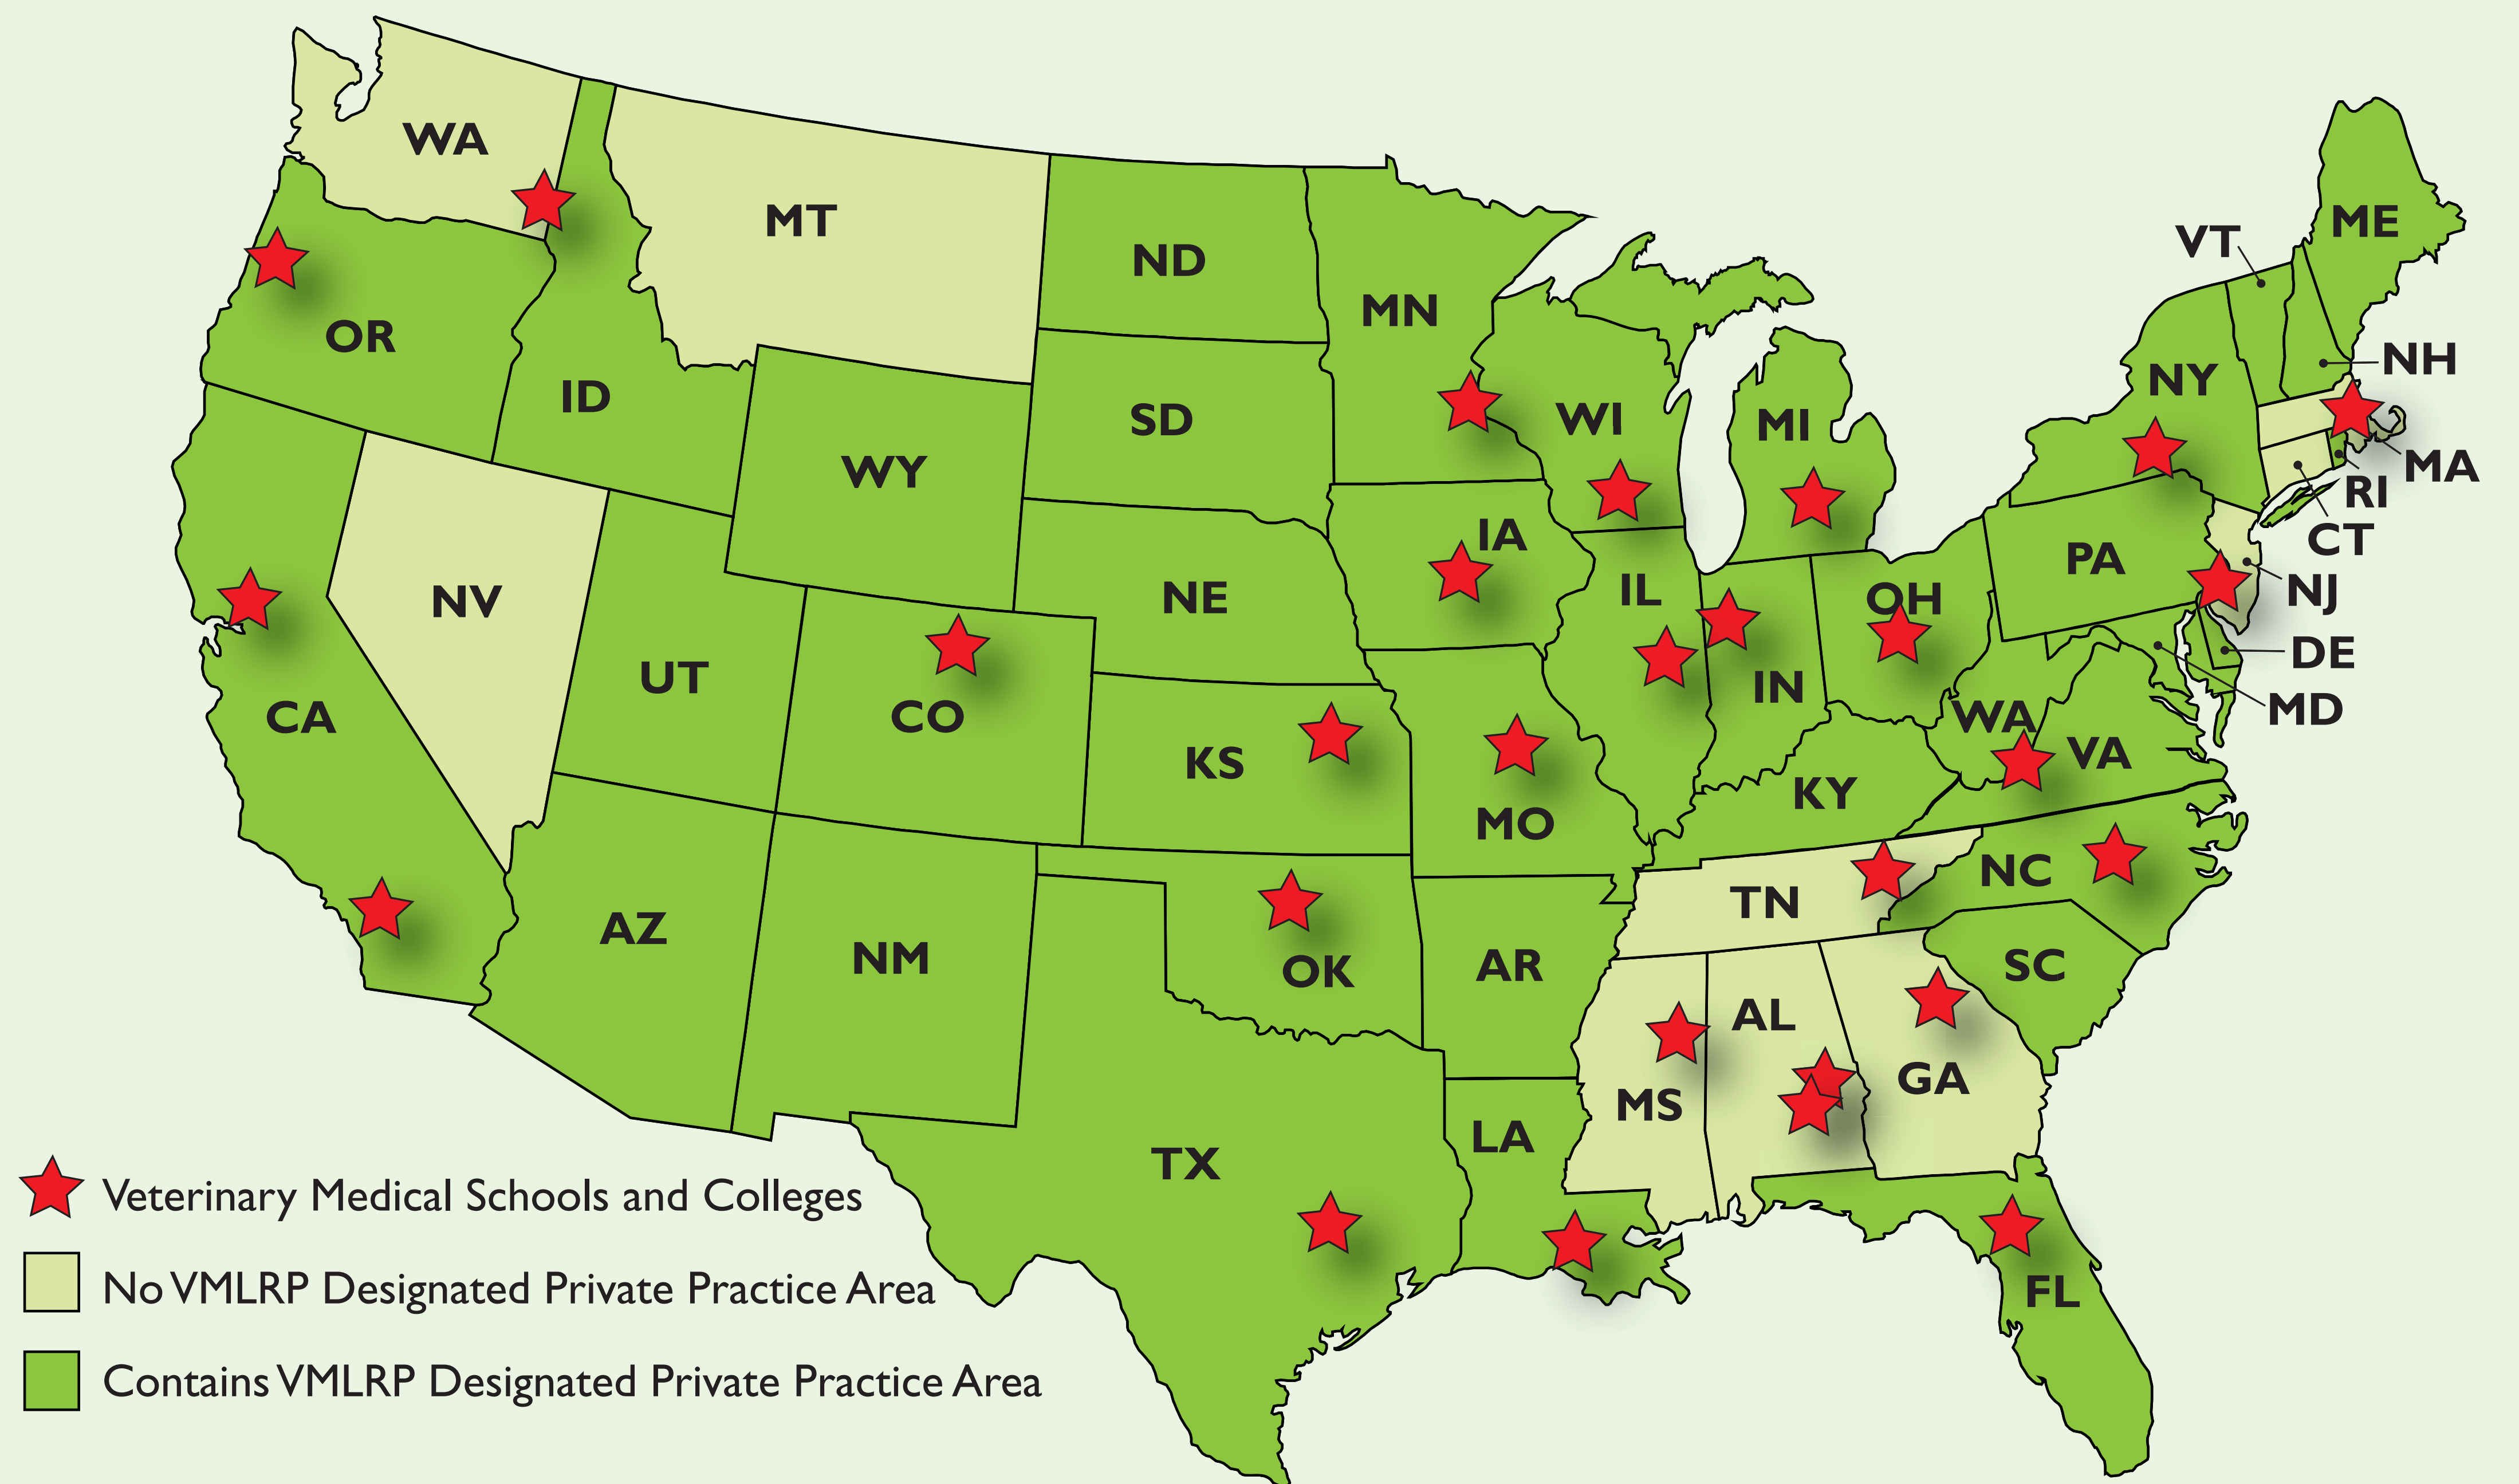 WA
MT
ND
MN
VT
ME
OR
ID
SD
WI
MI
NY
NH
WY
MA
RI
CT
IA
PA
NV
NE
IL
OH
NJ
UT
CO
IN
DE
CA
KS
WA
VA
MD
MO
KY
AZ
NM
OK
AR
TN
NC
SC
AL
MS
GA
TX
LA
FL
Veterinary Medical Schools and Colleges
No VMLRP Designated Private Practice Area
Contains VMLRP Designated Private Practice Area